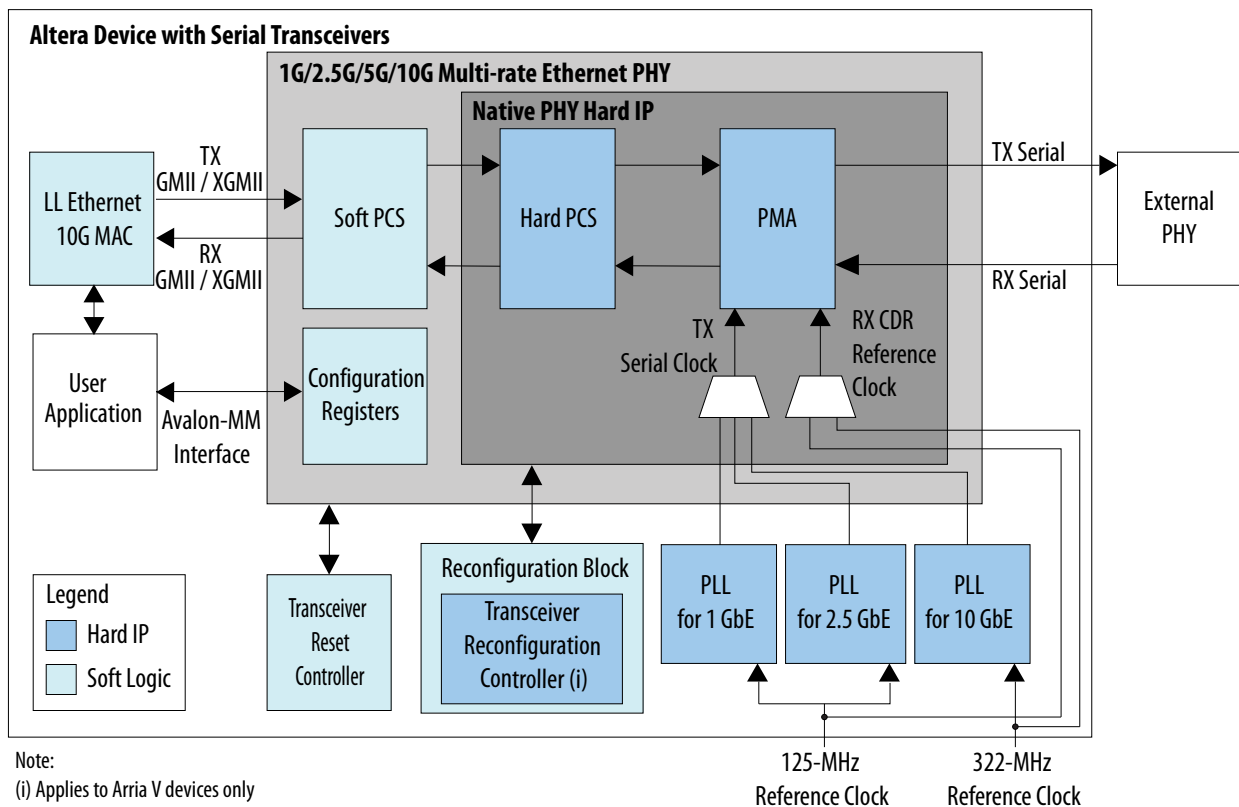 Altera Device with Serial Transceivers
1G/2.5G/5G/10G Multi-rate Ethernet PHY
Native PHY Hard IP
LL Ethernet
10G MAC
TX
GMII / XGMII
RX
GMII / XGMII
Soft PCS
Hard PCS
PMA
TX Serial
RX Serial
External
PHY
User
Application
Avalon-MM
Interface
Configuration
Registers
TX
Serial Clock
RX CDR
Reference
Clock
Legend
Hard IP
Soft Logic
Transceiver
Reset
Controller
Reconfiguration Block
Transceiver
Reconfiguration
Controller (i)
PLL
for 1 GbE
PLL
for 2.5 GbE
PLL
for 10 GbE
125-MHz
Reference Clock
322-MHz
Reference Clock
Note:
(i) Applies to Arria V devices only